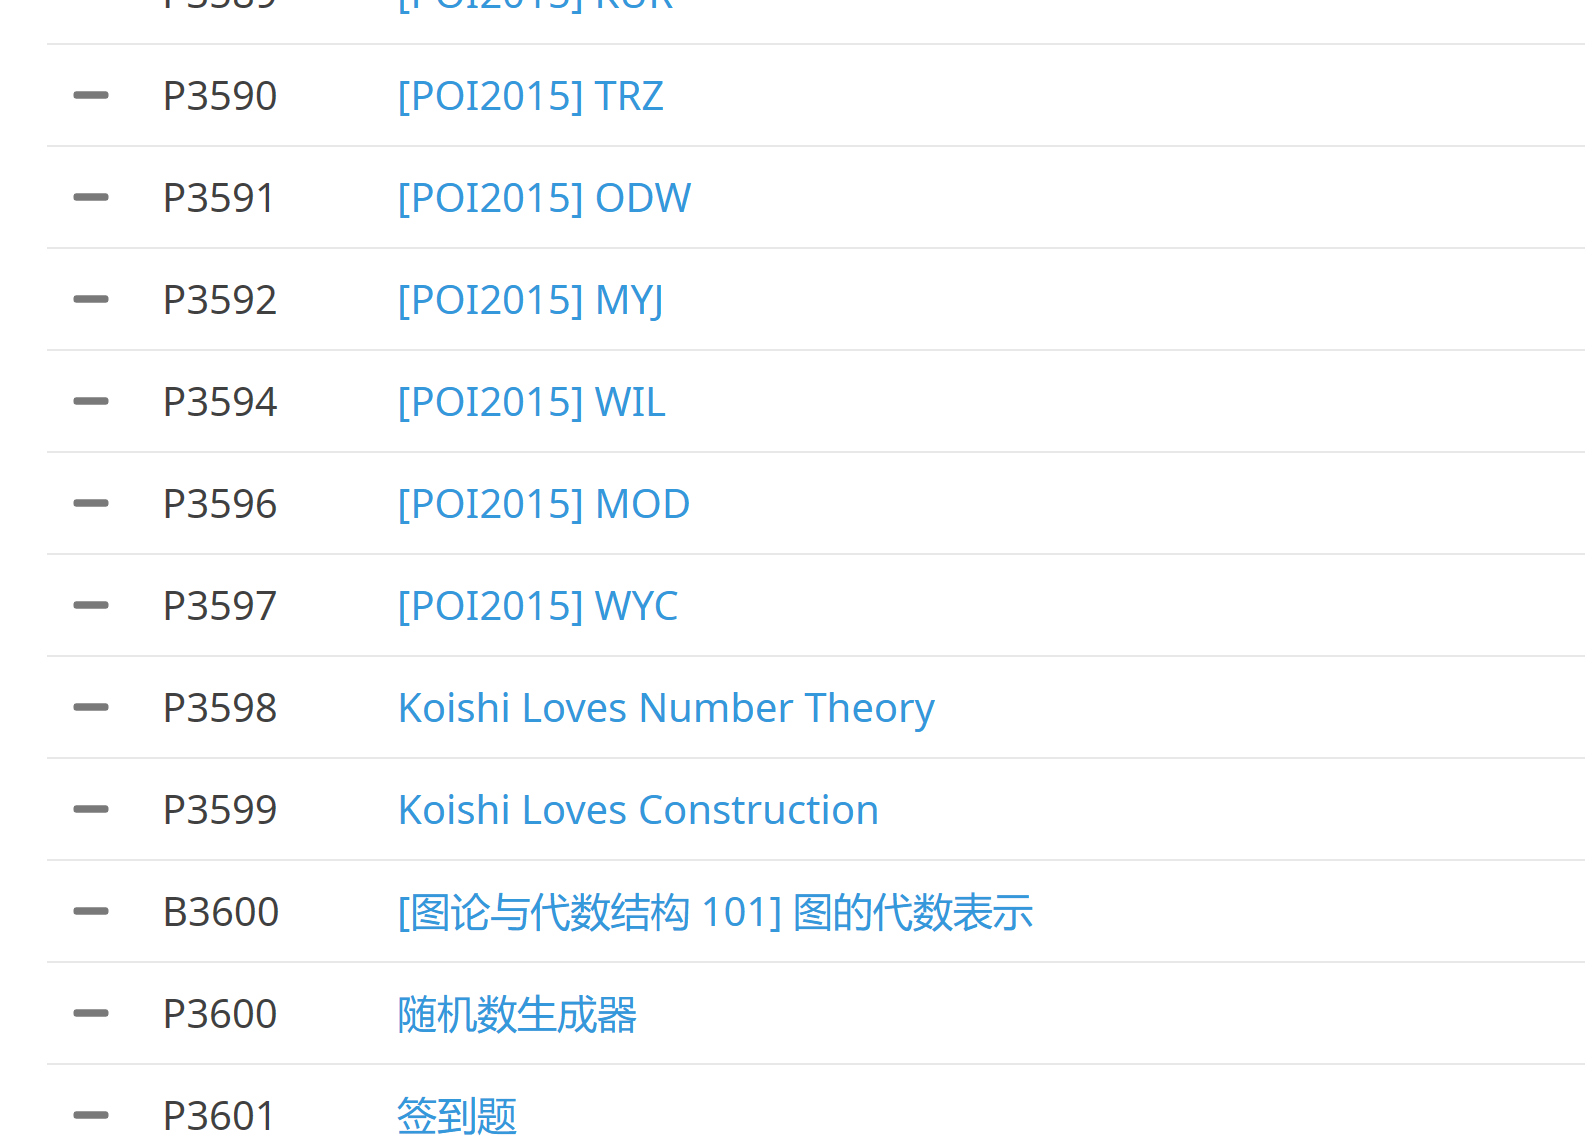 P3589 [POI2015] KUR
P3590 [POI2015] TRZ
P3591 [POI2015] ODW
P3592 [POI2015] MYJ
P3594 [POI2015] WIL
P3596 [POI2015] MOD
P3597 [POI2015] WYC
P3598 Koishi Loves Number Theory
P3599 Koishi Loves Construction
B3600 [图论与代数结构 101] 图的代数表示
P3600 随机数生成器
P3601 签到题